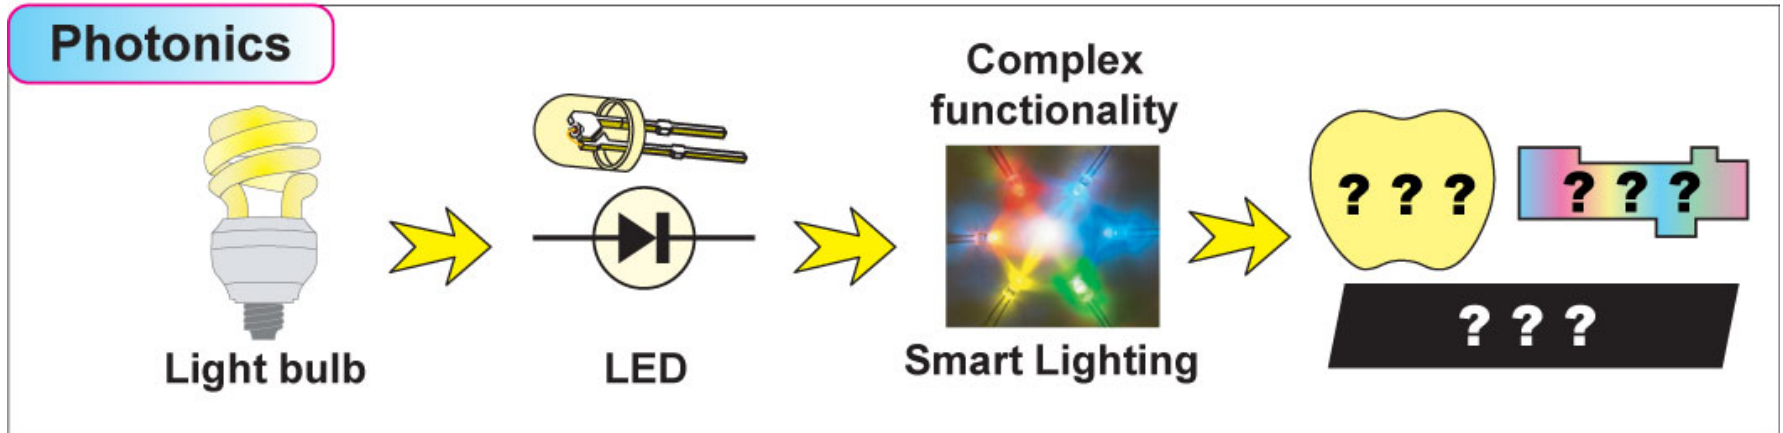 Photonics
Light bulb
LED
Complex
functionality
Smart Lighting
? ? ?
? ? ?
? ? ?